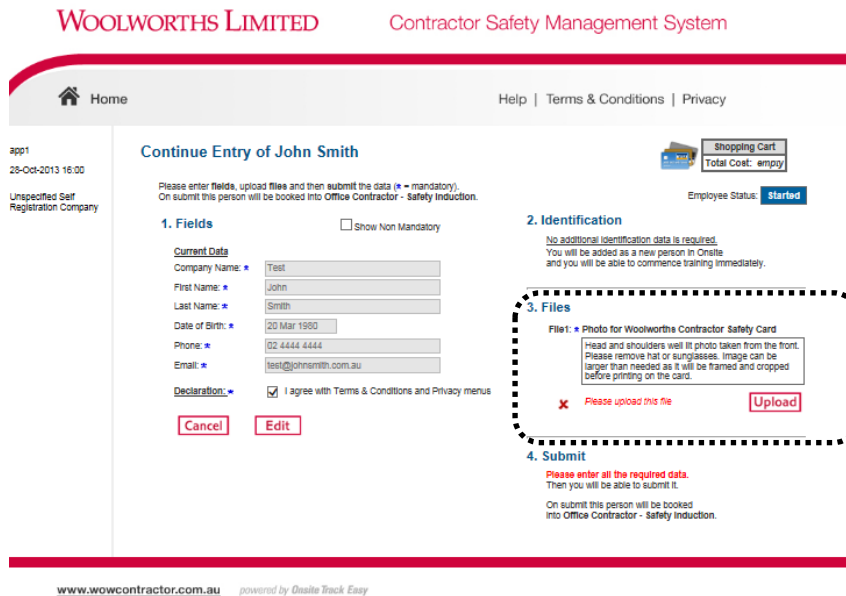 WOOLWORTHS LIMITED Contractor Safety Management System
Home Help | Terms & Conditions | Privacy
app1
28-Oct-2013 16:00
Unspecified Self
Registration Company
Continue Entry of John Smith
Please enter fields, upload files and then submit the data (* = mandatory).
On submit this person will be booked into Office Contractor - Safety Induction.
Shopping Cart
Total Cost: empty
Employee Status: Started
1. Fields
Show Non Mandatory
Current Data
Company Name: * Test
First Name: * John
Last Name: * Smith
Date of Birth: * 20 Mar 1980
Phone: * 02 4444 4444
Email: * test@johnsmith.com.au
Declaration: * I agree with Terms & Conditions and Privacy menus
Cancel Edit
2. Identification
No additional identification data is required.
You will be added as a new person in Onsite
and you will be able to commence training immediately.
3. Files
File1: * Photo for Woolworths Contractor Safety Card
Head and shoulders well lit photo taken from the front.
Please remove hat or sunglasses. Image can be
larger than needed as it will be framed and cropped
before printing on the card.
Please upload this file Upload
4. Submit
Please enter all the required data.
Then you will be able to submit it.
On submit this person will be booked
into Office Contractor - Safety Induction.
www.wowcontractor.com.au powered by Onsite Track Easy